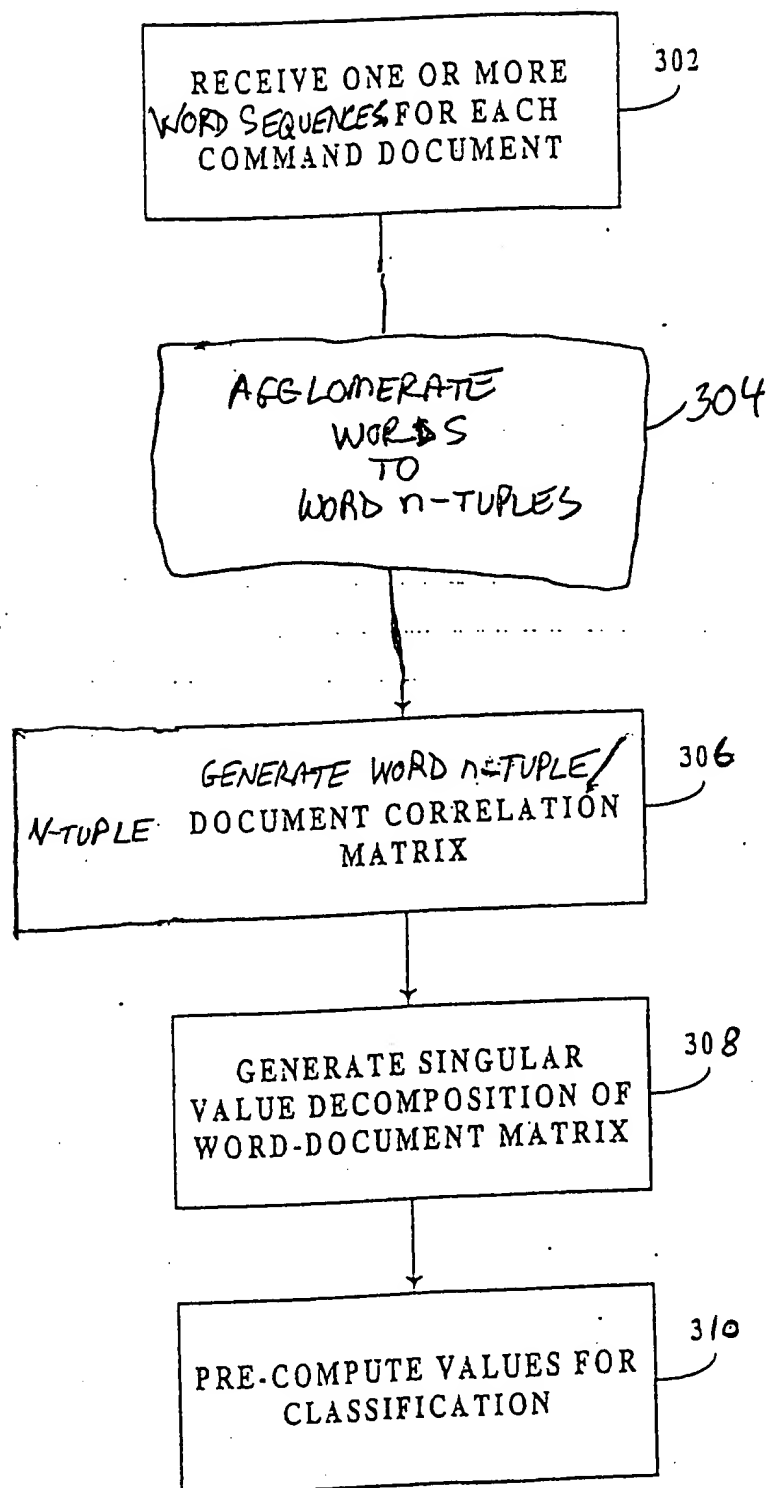 RECEIVE ONE OR MORE
WORD SEQUENCES FOR EACH
COMMAND DOCUMENT
302
AGGLOMERATE
WORDS
TO
WORD n-TUPLES
304
GENERATE WORD n-TUPLE/
N-TUPLE DOCUMENT CORRELATION
MATRIX
306
GENERATE SINGULAR
VALUE DECOMPOSITION OF
WORD-DOCUMENT MATRIX
308
PRE-COMPUTE VALUES FOR
CLASSIFICATION
310